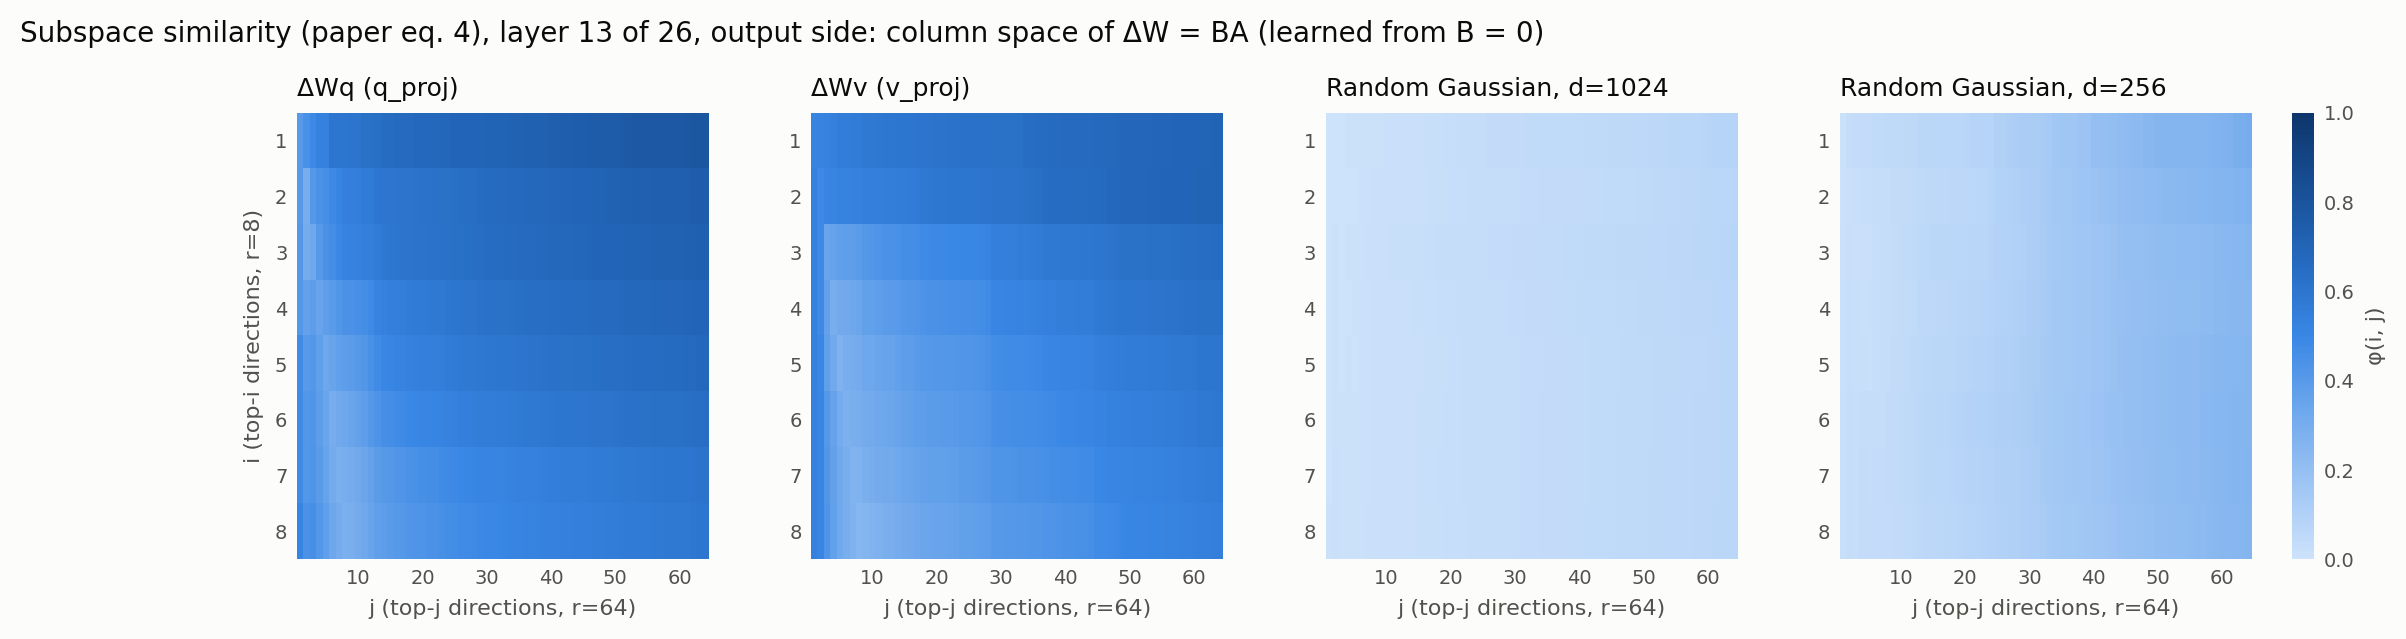 Subspace similarity (paper eq. 4), layer 13 of 26, output side: column space of ΔW = BA (learned from B = 0)
ΔWq (q_proj)
i (top-i directions, r=8)
1
2
3
4
5
6
7
8
10 20 30 40 50 60
j (top-j directions, r=64)
ΔWv (v_proj)
1
2
3
4
5
6
7
8
10 20 30 40 50 60
j (top-j directions, r=64)
Random Gaussian, d=1024
1
2
3
4
5
6
7
8
10 20 30 40 50 60
j (top-j directions, r=64)
Random Gaussian, d=256
1
2
3
4
5
6
7
8
10 20 30 40 50 60
j (top-j directions, r=64)
1.0
0.8
0.6
0.4
0.2
0.0
φ(i, j)